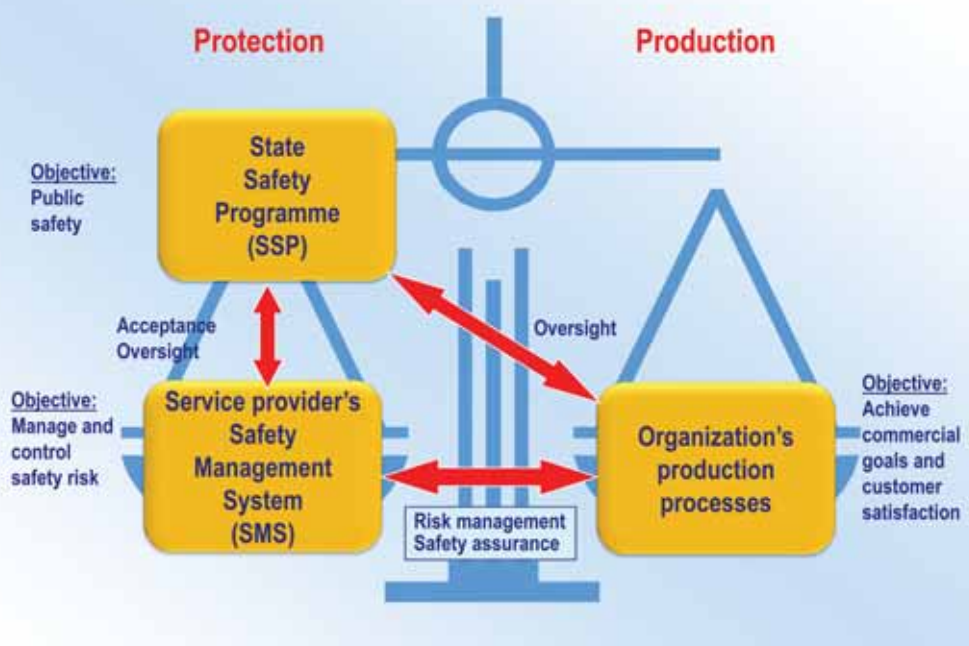 Protection
Production
Objective:
Public
safety
State
Safety
Programme
(SSP)
Acceptance
Oversight
Oversight
Objective:
Manage and
control
safety risk
Service provider's
Safety
Management
System
(SMS)
Risk management
Safety assurance
Organization's
production
processes
Objective:
Achieve
commercial
goals and
customer
satisfaction